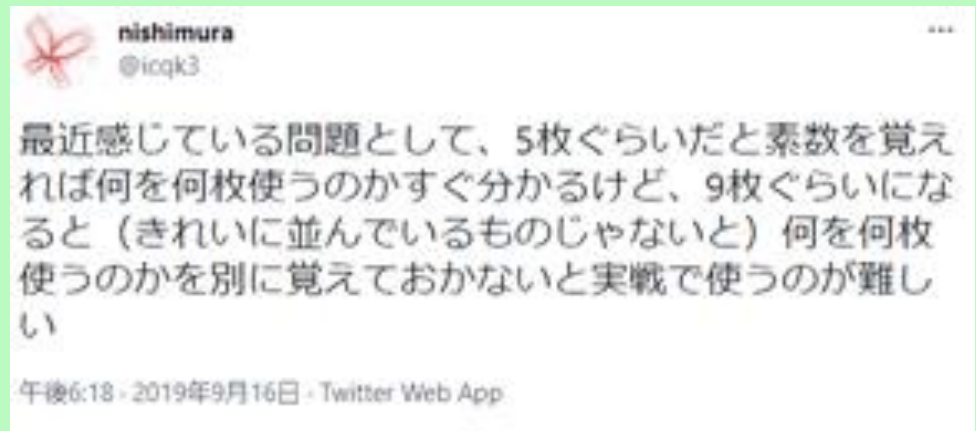 nishimura
@icqk3
最近感じている問題として、5枚ぐらいだと素数を覚え
れば何を何枚使うのかすぐ分かるけど、9枚ぐらいにな
ると（きれいに並んでいるものじゃないと）何を何枚
使うのかを別に覚えておかないと実戦で使うのが難し
い
午後6:18 · 2019年9月16日 · Twitter Web App